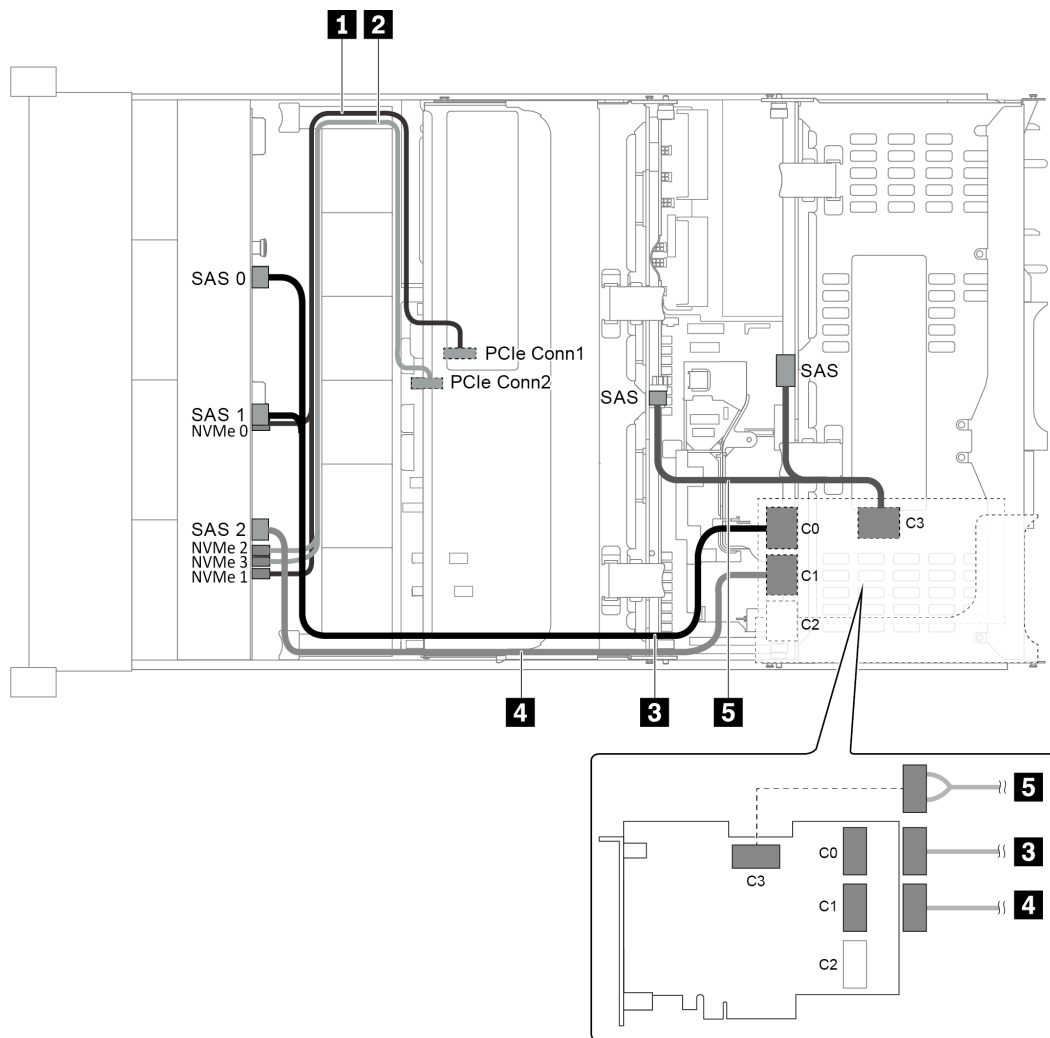 1 2
SAS 0
PCIe Conn1
SAS
PCIe Conn2
SAS
SAS 1
NVMe 0
SAS 2
C0
C3
NVMe 2
NVMe 3
NVMe 1
C1
C2
4
3
5
5
C0
3
C3
C1
4
C2